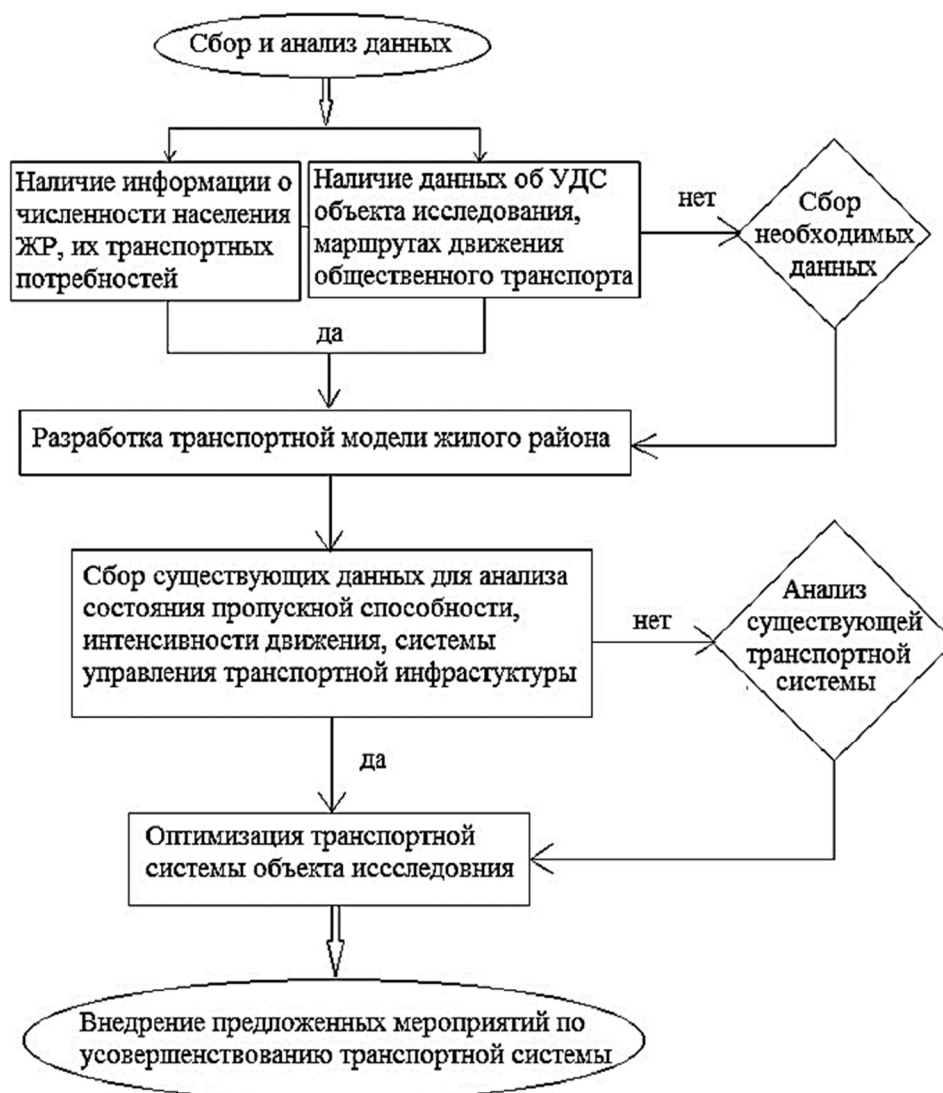 Сбор и анализ данных
Наличие информации о
численности населения
ЖР, их транспортных
потребностей
Наличие данных об УДС
объекта исследования,
маршрутах движения
общественного транспорта
нет
Сбор
необходимых
данных
да
Разработка транспортной модели жилого района
Сбор существующих данных для анализа
состояния пропускной способности,
интенсивности движения, системы
управления транспортной инфрастуктуры
нет
Анализ
существующей
транспортной
системы
да
Оптимизация транспортной
системы объекта иссследовния
Внедрение предложенных мероприятий по
усовершенствованию транспортной системы